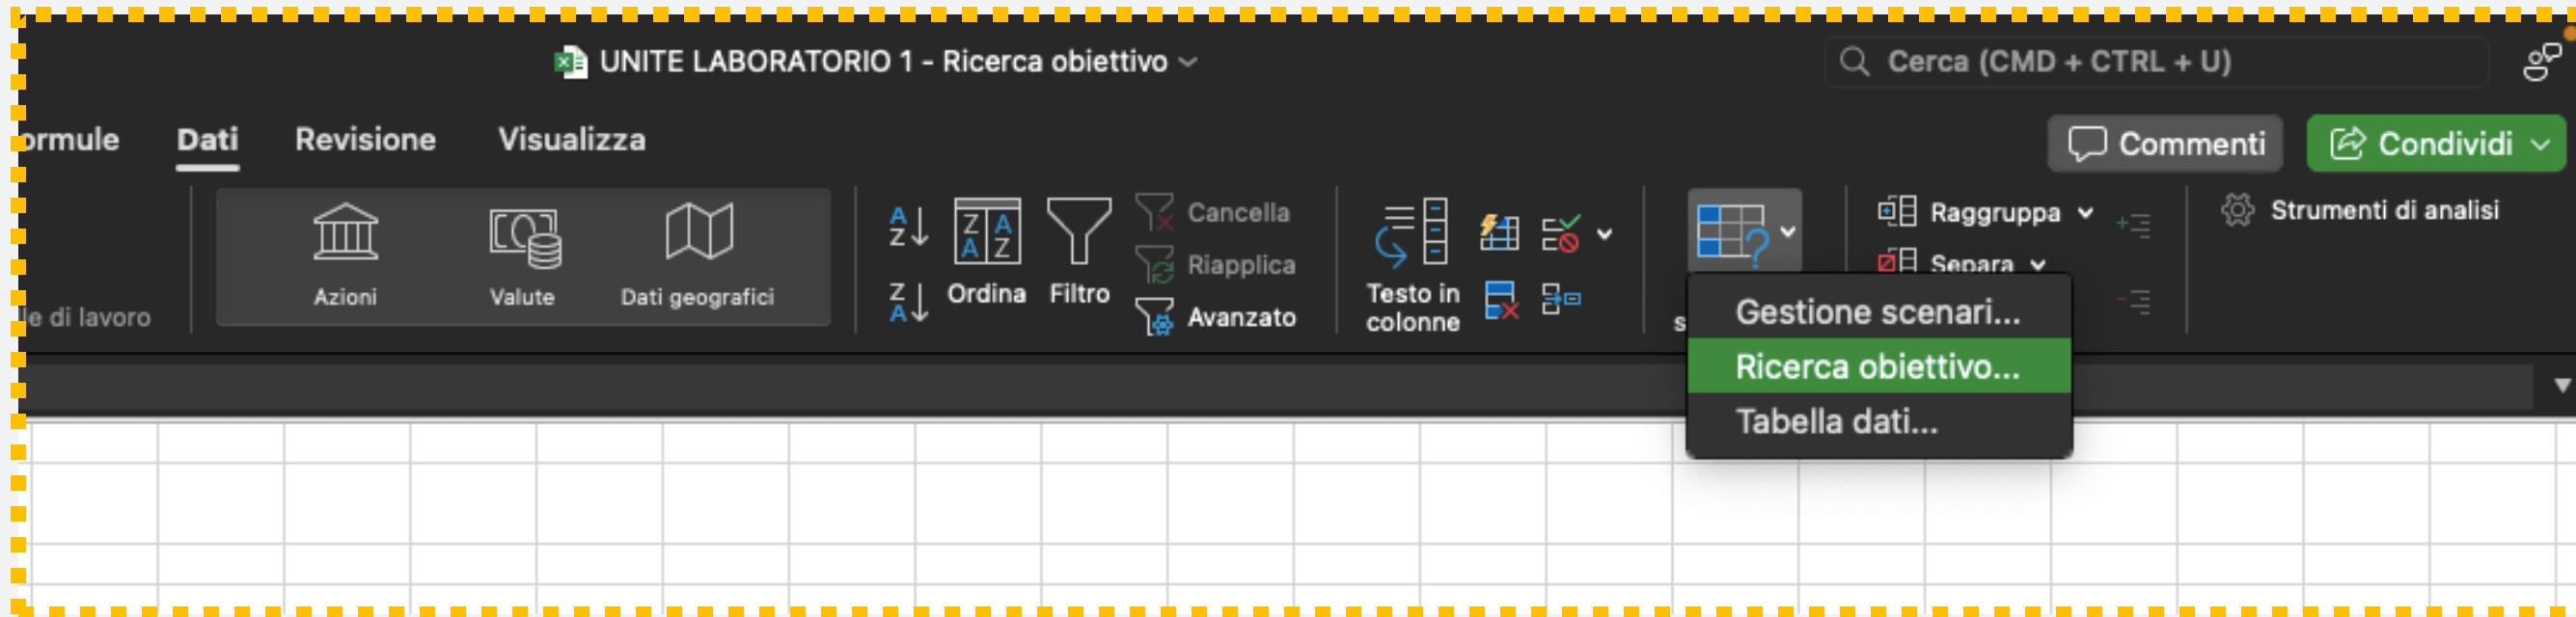 UNITE LABORATORIO 1 - Ricerca obiettivo
Cerca (CMD + CTRL + U)
ormule Dati Revisione Visualizza
Commenti Condividi
Azioni Valute Dati geografici
Ordina Filtro
Cancella
Riapplica
Avanzato
Testo in
colonne
Raggruppa
Separa
Strumenti di analisi
le di lavoro
Gestione scenari...
Ricerca obiettivo...
Tabella dati...